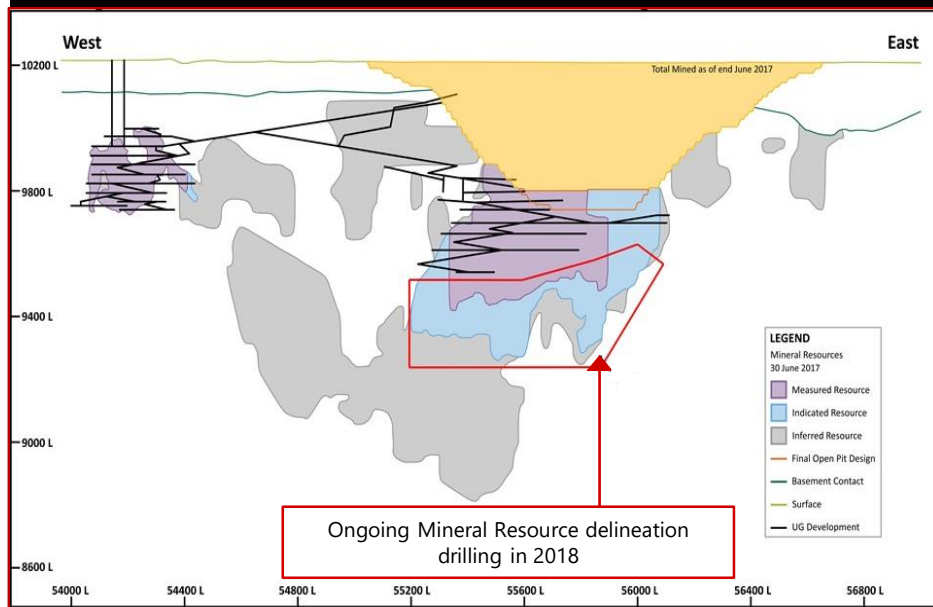 West
East
10200 L
Total Mined as of end June 2017
9800 L
9400 L
LEGEND
Mineral Resources
30 June 2017
Measured Resource
Indicated Resource
Inferred Resource
Final Open Pit Design
Basement Contact
Surface
UG Development
9000 L
Ongoing Mineral Resource delineation
drilling in 2018
8600 L
54000 L
54400 L
54800 L
55200 L
55600 L
56000 L
56400 L
56800 L